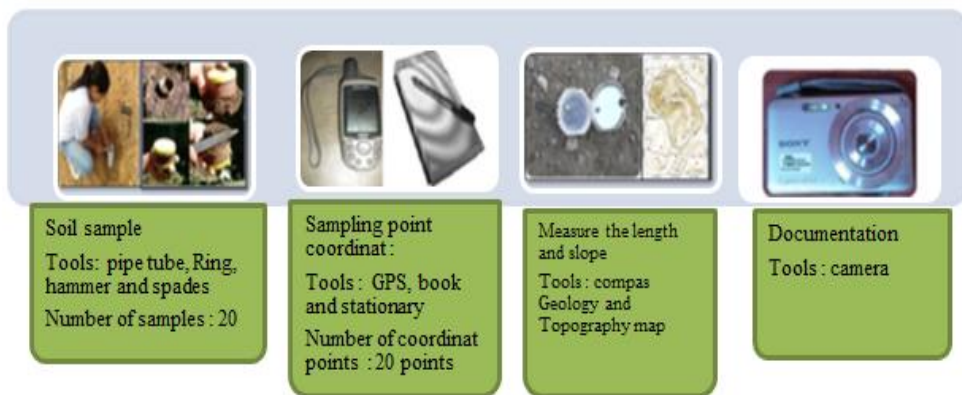 Soil sample
Tools: pipe tube, Ring,
hammer and spades
Number of samples : 20
Sampling point
coordinat :
Tools : GPS, book
and stationary
Number of coordinat
points : 20 points
Measure the length
and slope
Tools : compas
Geology and
Topography map
SONY
Documentation
Tools : camera